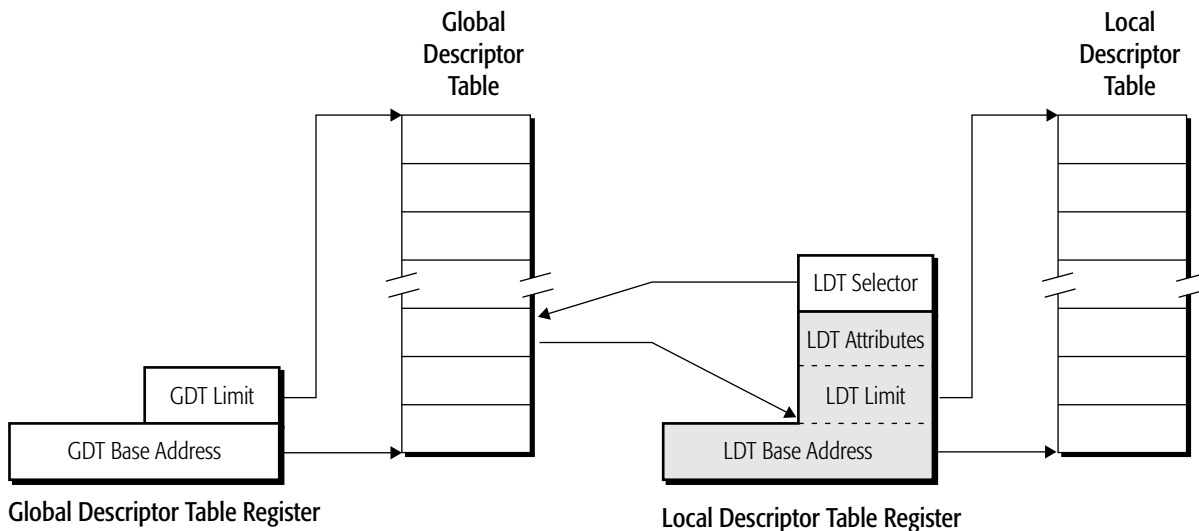 Global
Descriptor
Table
Local
Descriptor
Table
LDT Selector
LDT Attributes
GDT Limit
LDT Limit
GDT Base Address
LDT Base Address
Global Descriptor Table Register
Local Descriptor Table Register